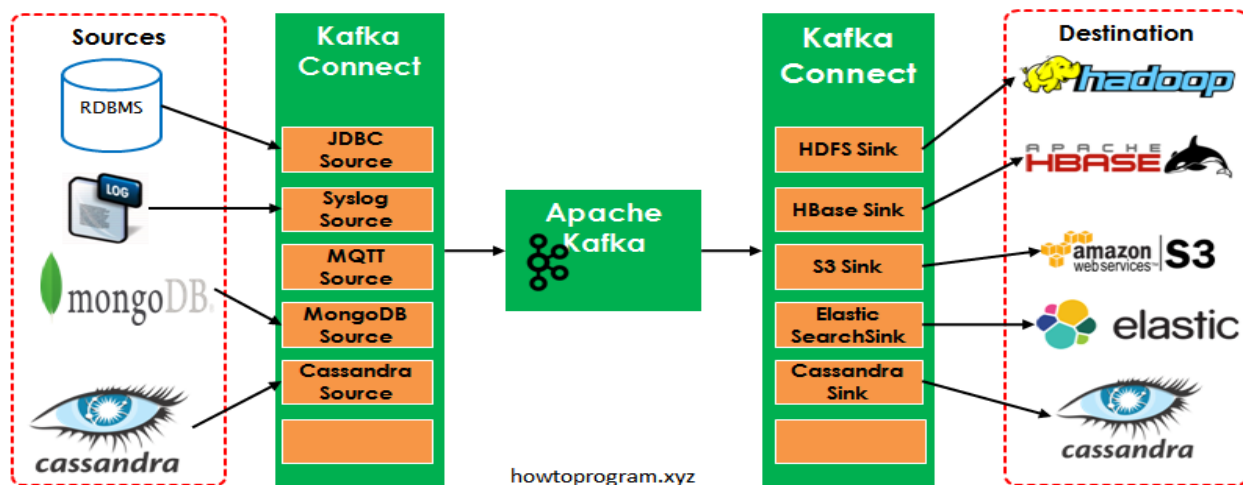 Sources
RDBMS
LOG
mongoDB
cassandra
Kafka
Connect
JDBC
Source
Syslog
Source
MQTT
Source
MongoDB
Source
Cassandra
Source
Apache
Kafka
howtoprogram.xyz
Kafka
Connect
HDFS Sink
HBase Sink
S3 Sink
Elastic
SearchSink
Cassandra
Sink
Destination
hadoop
APACHE
HBASE
amazon
webservices™
S3
elastic
cassandra